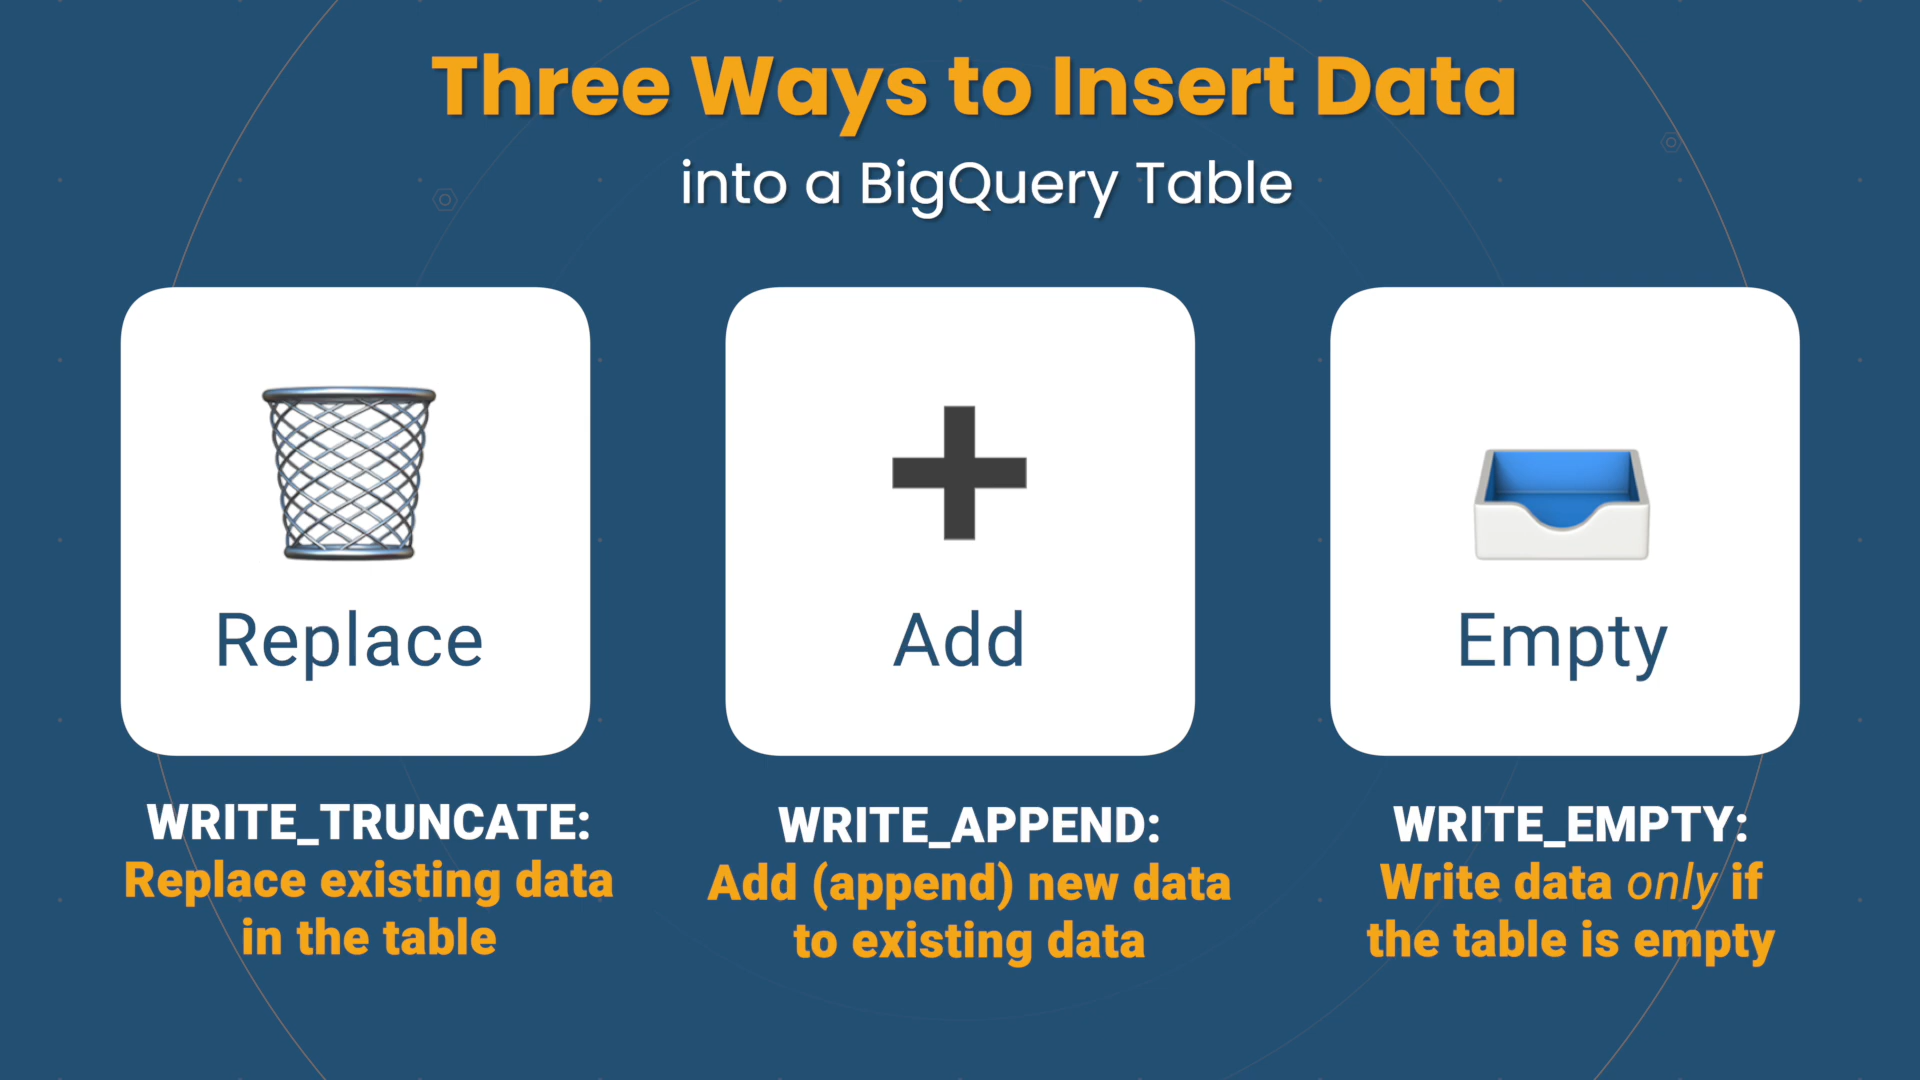 Three Ways to Insert Data
into a BigQuery Table
Replace
Add
Empty
WRITE_TRUNCATE:
Replace existing data
in the table
WRITE_APPEND:
Add (append) new data
to existing data
WRITE_EMPTY:
Write data only if
the table is empty